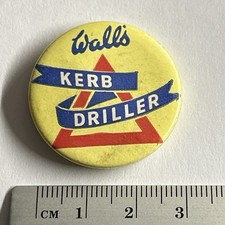 Wall's
KERB
DRILLER
CM 1 2 3